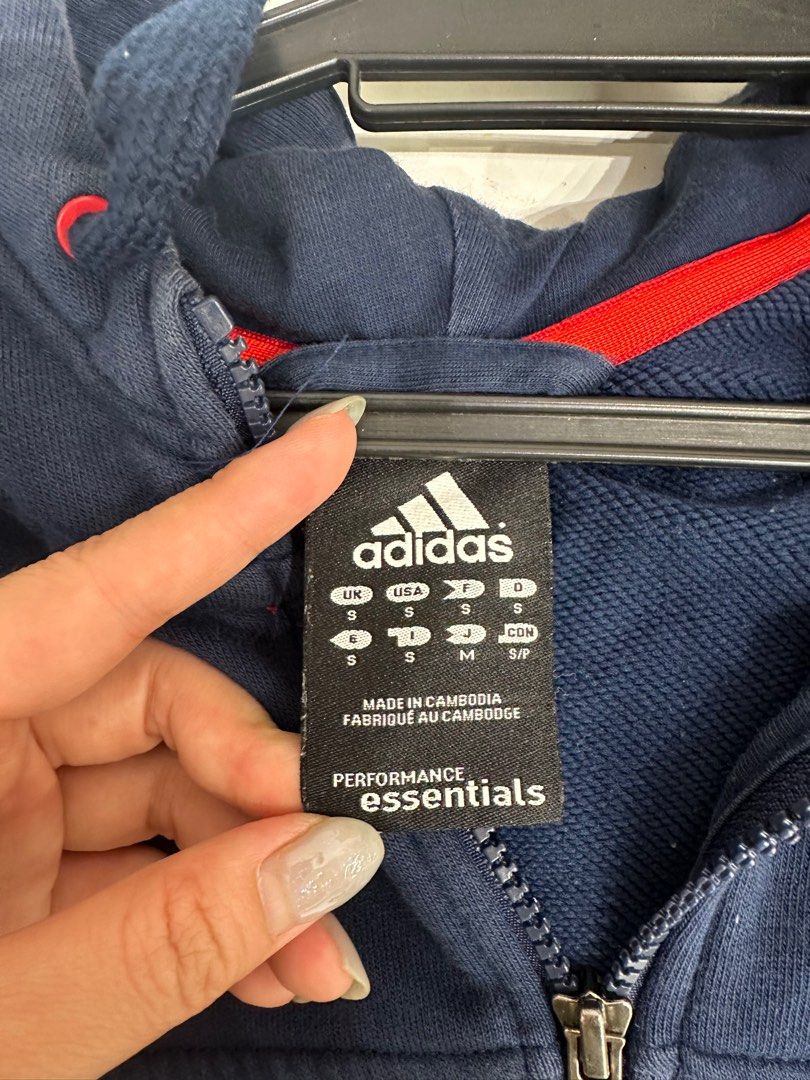 adidas
UK USA F D
S S S S
E I J CDN
S S M S/P
MADE IN CAMBODIA
FABRIQUÉ AU CAMBODGE
PERFORMANCE
essentials